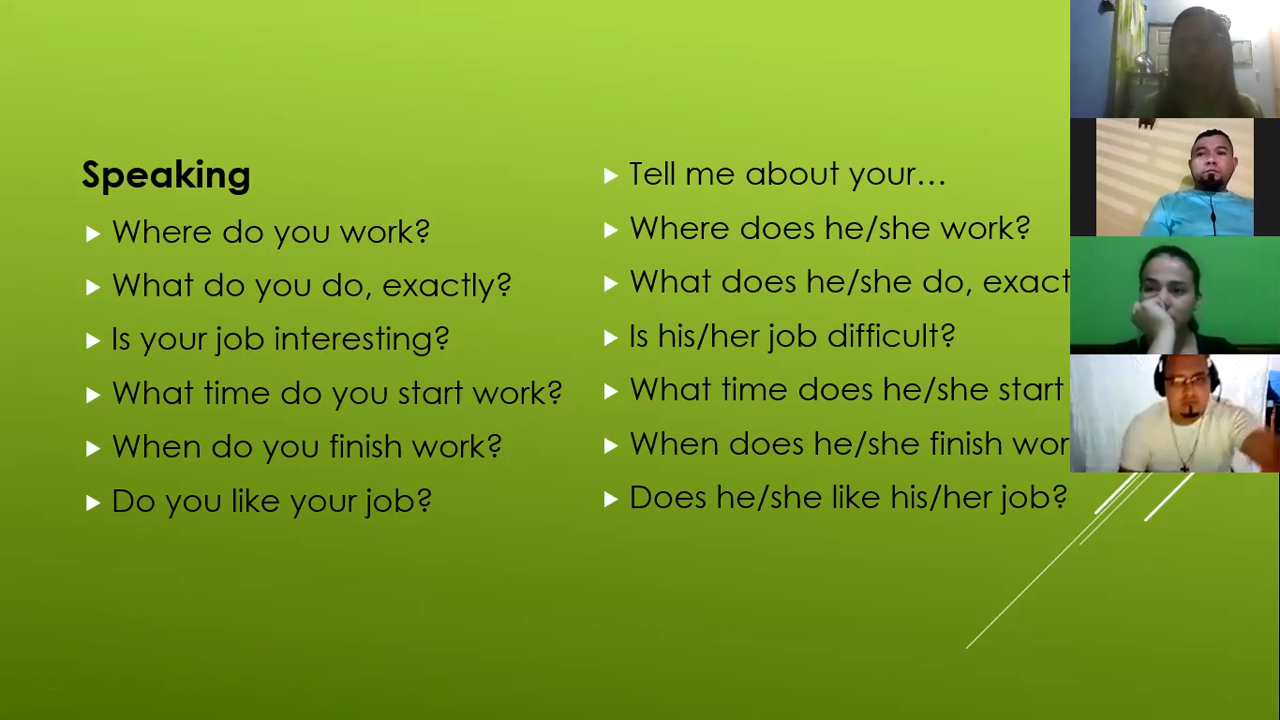 Speaking
Where do you work?
What do you do, exactly?
Is your job interesting?
What time do you start work?
When do you finish work?
Do you like your job?
Tell me about your…
Where does he/she work?
What does he/she do,
Is his/her job difficult?
What time does he/she start
When does he/she finish
Does he/she like his/her job?